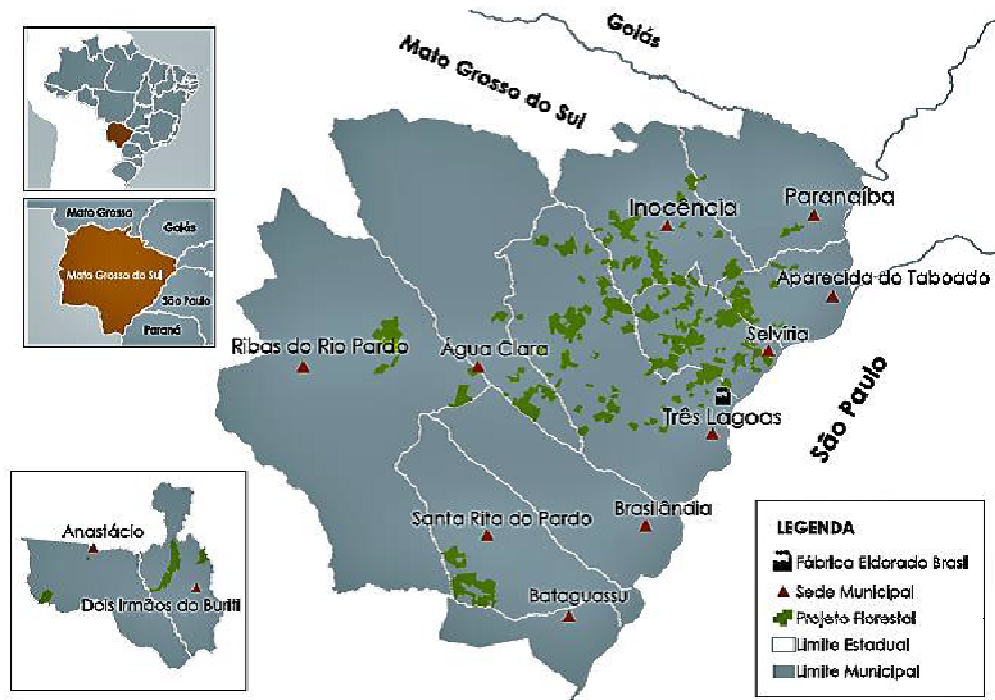 Goiás
Mato Grosso do Sul
Mato Grosso
Goiás
Mato Grosso do Sul
São Paulo
Paraná
Inocência
Paranaíba
Aparecida do Taboado
Selvíria
Ribas do Rio Pardo
Água Clara
Três Lagoas
São Paulo
Brasilândia
Santa Rita do Pardo
Bataguassu
Anastácio
Dois Irmãos do Buriti
LEGENDA
Fábrica Eldorado Brasil
Sede Municipal
Projeto Florestal
Limite Estadual
Limite Municipal